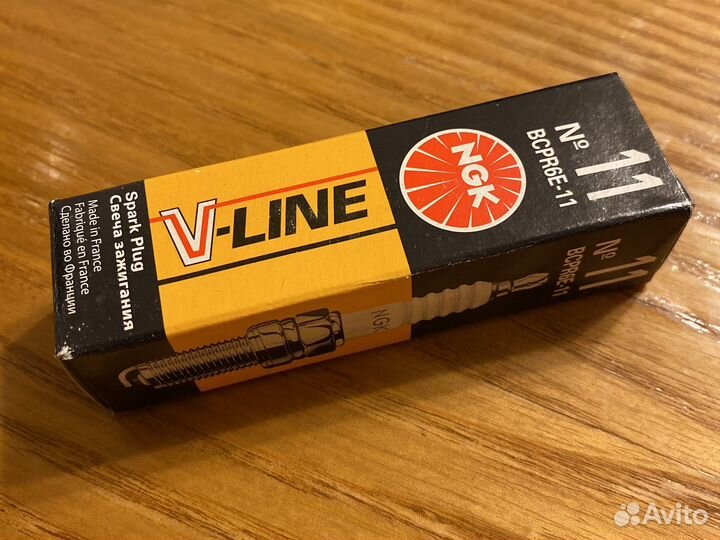 Spark Plug
Свеча зажигания
Made in France
Fabriqué en France
Сделано во Франции
V-LINE
NGK
Nº 11
BCPR6E-11
NGK
Nº 11
BCPR6E-11
Avito